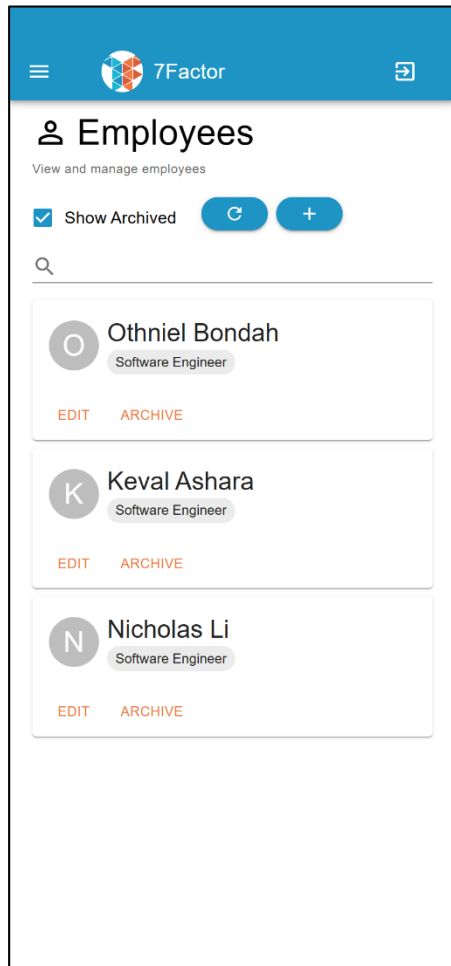 7Factor
Employees
View and manage employees
Show Archived
+
O
Othniel Bondah
Software Engineer
EDIT ARCHIVE
K
Keval Ashara
Software Engineer
EDIT ARCHIVE
N
Nicholas Li
Software Engineer
EDIT ARCHIVE